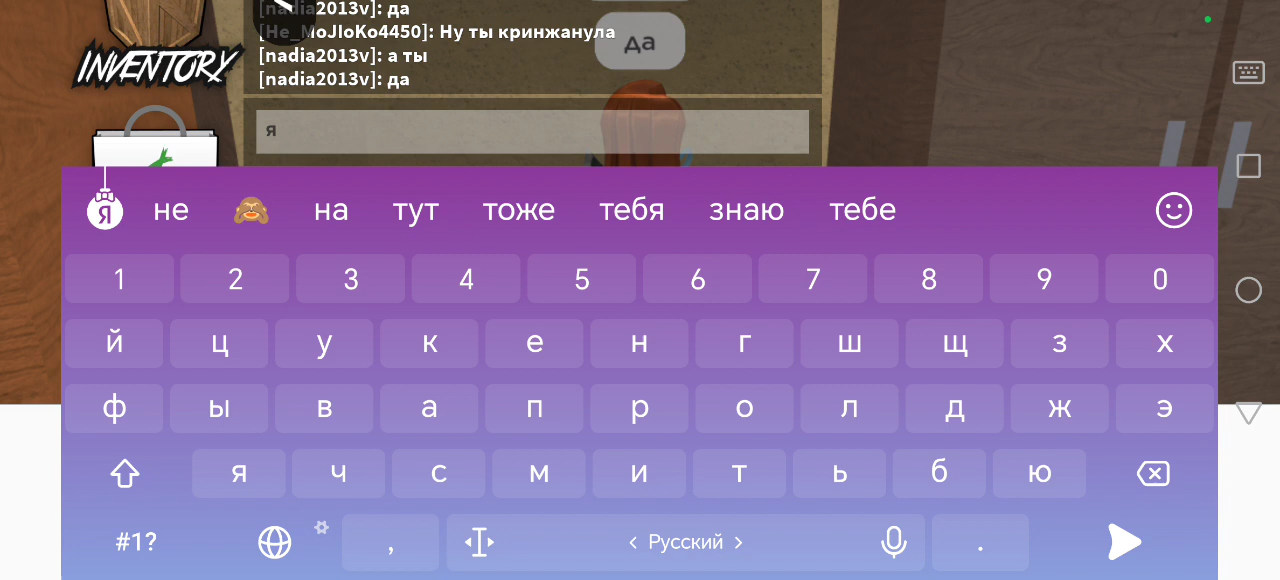 [nadia2013v]: да
[He_MoJIoKo4450]: Ну ты кринжанула
да
INVENTORY
[nadia2013v]: а ты
[nadia2013v]: да
я
Я не на тут тоже тебя знаю тебе
1 2 3 4 5 6 7 8 9 0
й ц у к е н г ш щ з х
ф ы в а п р о л д ж э
я ч с м и т ь б ю
#1? , < Русский > .